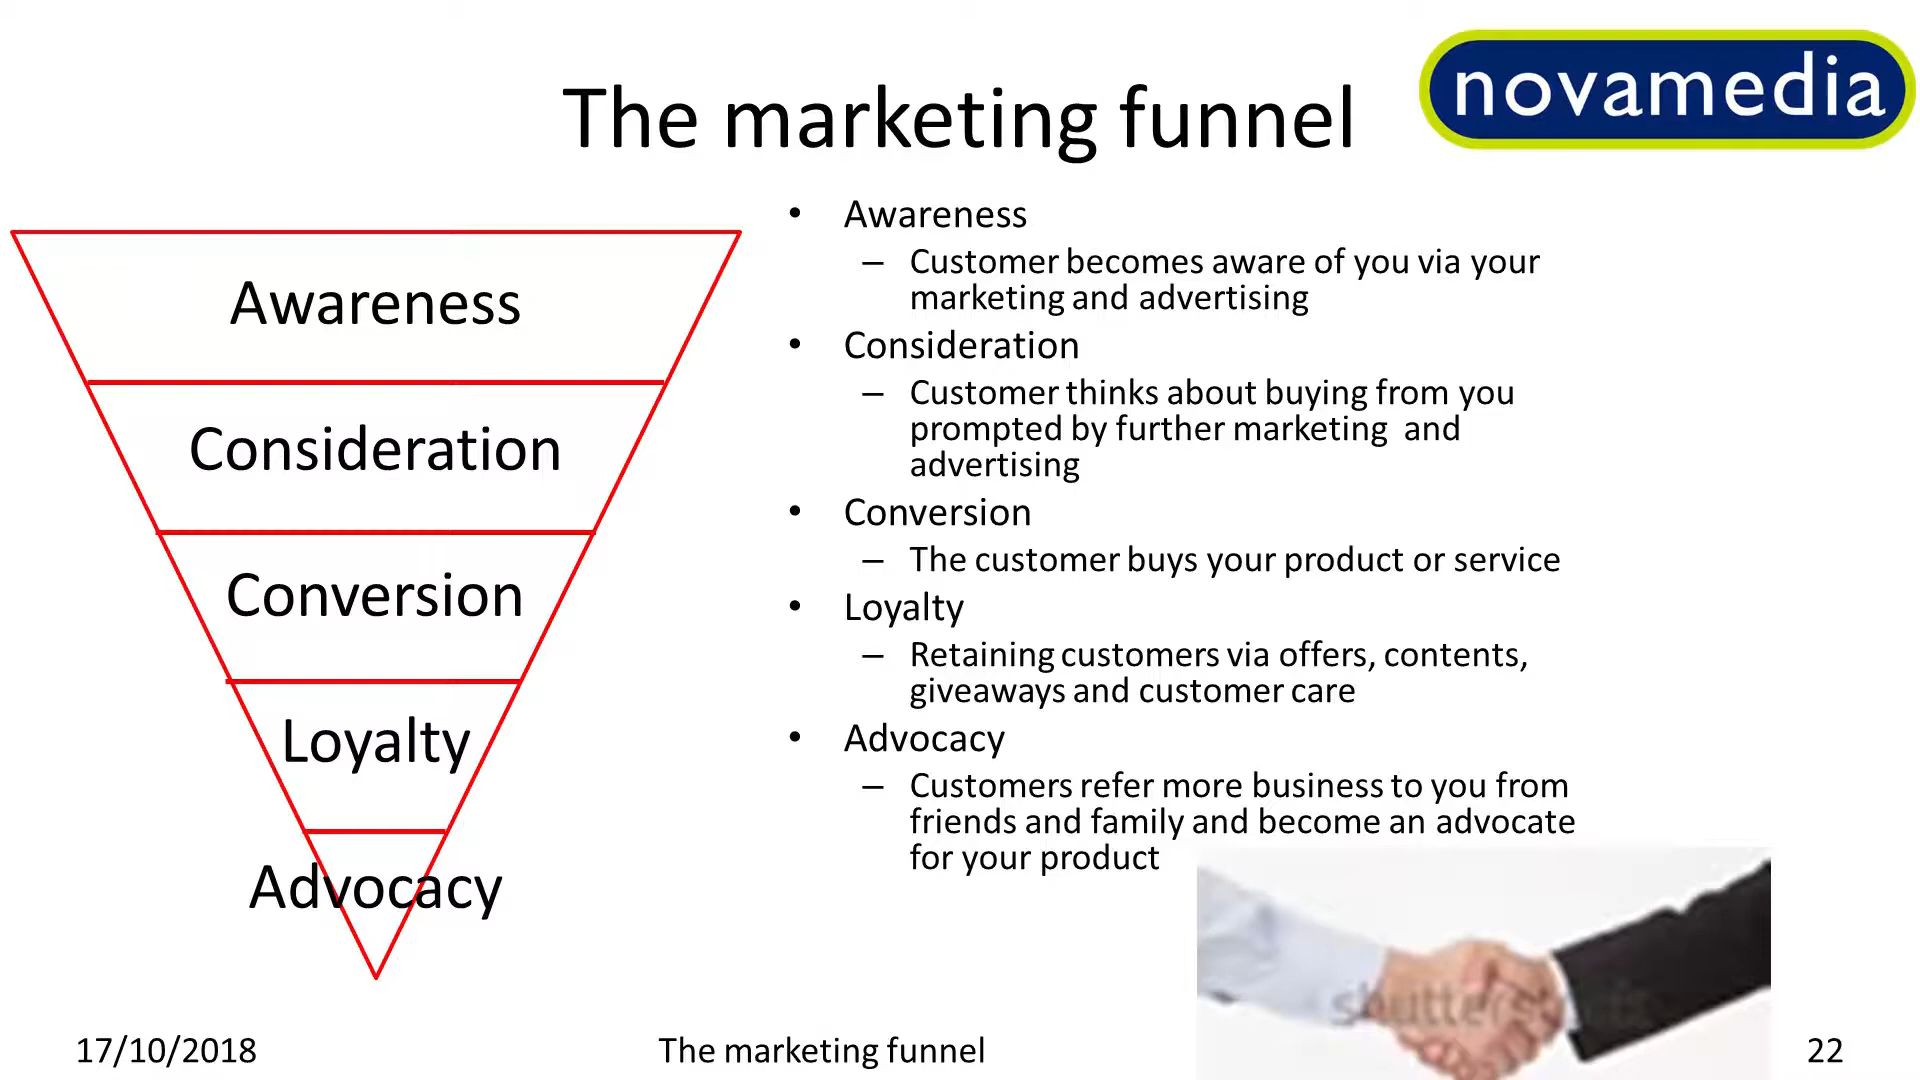 The marketing funnel
novamedia
Awareness
Consideration
Conversion
Loyalty
Advocacy
• Awareness
– Customer becomes aware of you via your
marketing and advertising
• Consideration
– Customer thinks about buying from you
prompted by further marketing and
advertising
• Conversion
– The customer buys your product or service
• Loyalty
– Retaining customers via offers, contents,
giveaways and customer care
• Advocacy
– Customers refer more business to you from
friends and family and become an advocate
for your product
17/10/2018
The marketing funnel
22